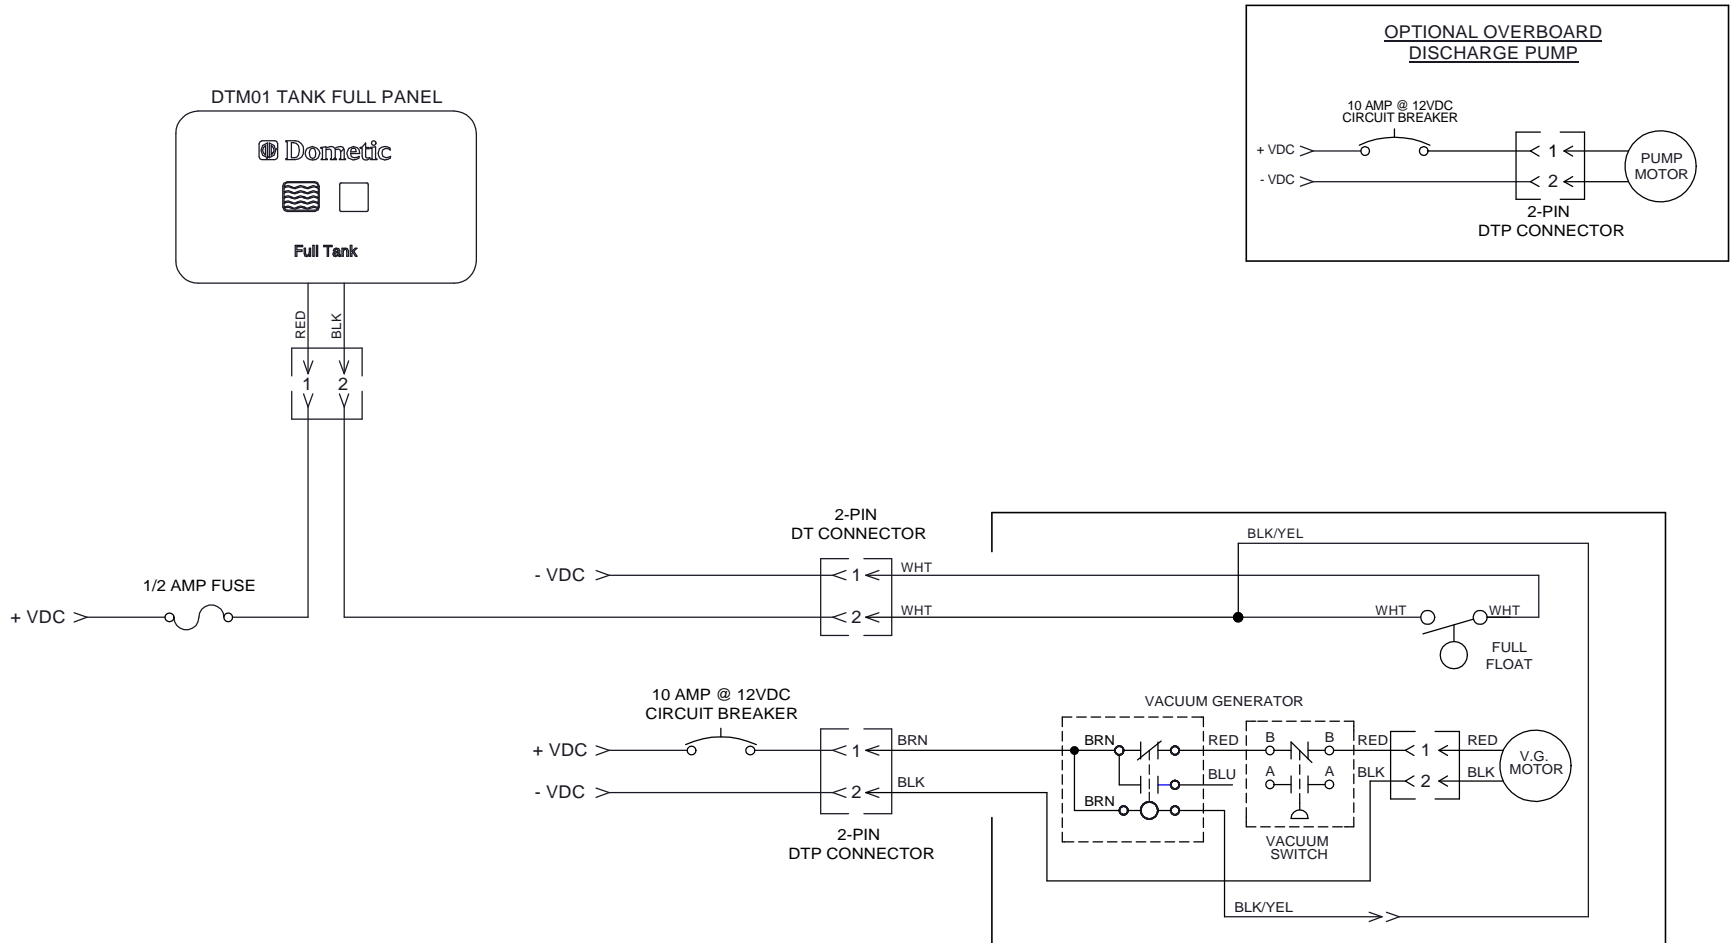 OPTIONAL OVERBOARD
DISCHARGE PUMP
10 AMP @ 12VDC
CIRCUIT BREAKER
+ VDC
1
- VDC
2
PUMP
MOTOR
2-PIN
DTP CONNECTOR
DTM01 TANK FULL PANEL
Dometic
Full Tank
RED
BLK
1 2
1/2 AMP FUSE
+ VDC
2-PIN
DT CONNECTOR
- VDC
1
WHT
2
WHT
BLK/YEL
WHT
WHT
FULL
FLOAT
10 AMP @ 12VDC
CIRCUIT BREAKER
+ VDC
1
BRN
- VDC
2
BLK
2-PIN
DTP CONNECTOR
VACUUM GENERATOR
BRN
RED
BLU
BRN
B B
A A
VACUUM
SWITCH
RED
1
RED
BLK
2
BLK
V.G.
MOTOR
BLK/YEL